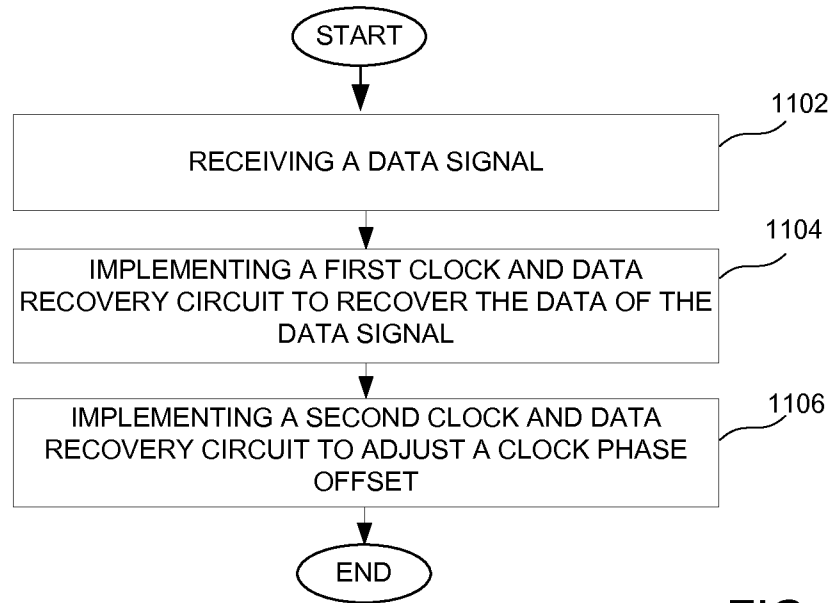 START
1102
RECEIVING A DATA SIGNAL
1104
IMPLEMENTING A FIRST CLOCK AND DATA
RECOVERY CIRCUIT TO RECOVER THE DATA OF THE
DATA SIGNAL
1106
IMPLEMENTING A SECOND CLOCK AND DATA
RECOVERY CIRCUIT TO ADJUST A CLOCK PHASE
OFFSET
END